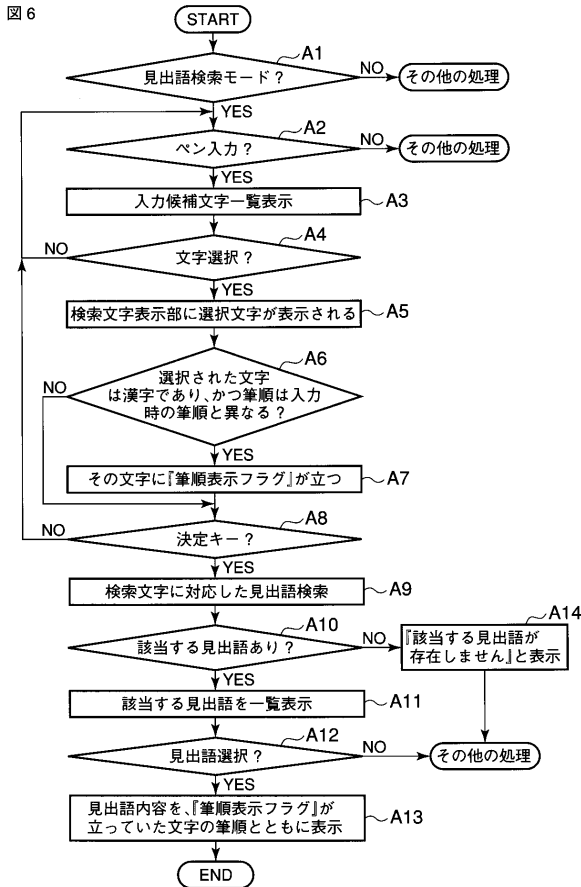 図6
START
A1
見出語検索モード？
NO
その他の処理
YES
A2
ペン入力？
NO
その他の処理
YES
入力候補文字一覧表示
A3
A4
NO
文字選択？
YES
検索文字表示部に選択文字が表示される
A5
A6
NO
選択された文字
は漢字であり、かつ筆順は入力
時の筆順と異なる？
YES
その文字に『筆順表示フラグ』が立つ
A7
A8
NO
決定キー？
YES
検索文字に対応した見出語検索
A9
A10
該当する見出語あり？
NO
A14
『該当する見出語が
存在しません』と表示
YES
該当する見出語を一覧表示
A11
A12
見出語選択？
NO
その他の処理
YES
見出語内容を、『筆順表示フラグ』が
立っていた文字の筆順とともに表示
A13
END